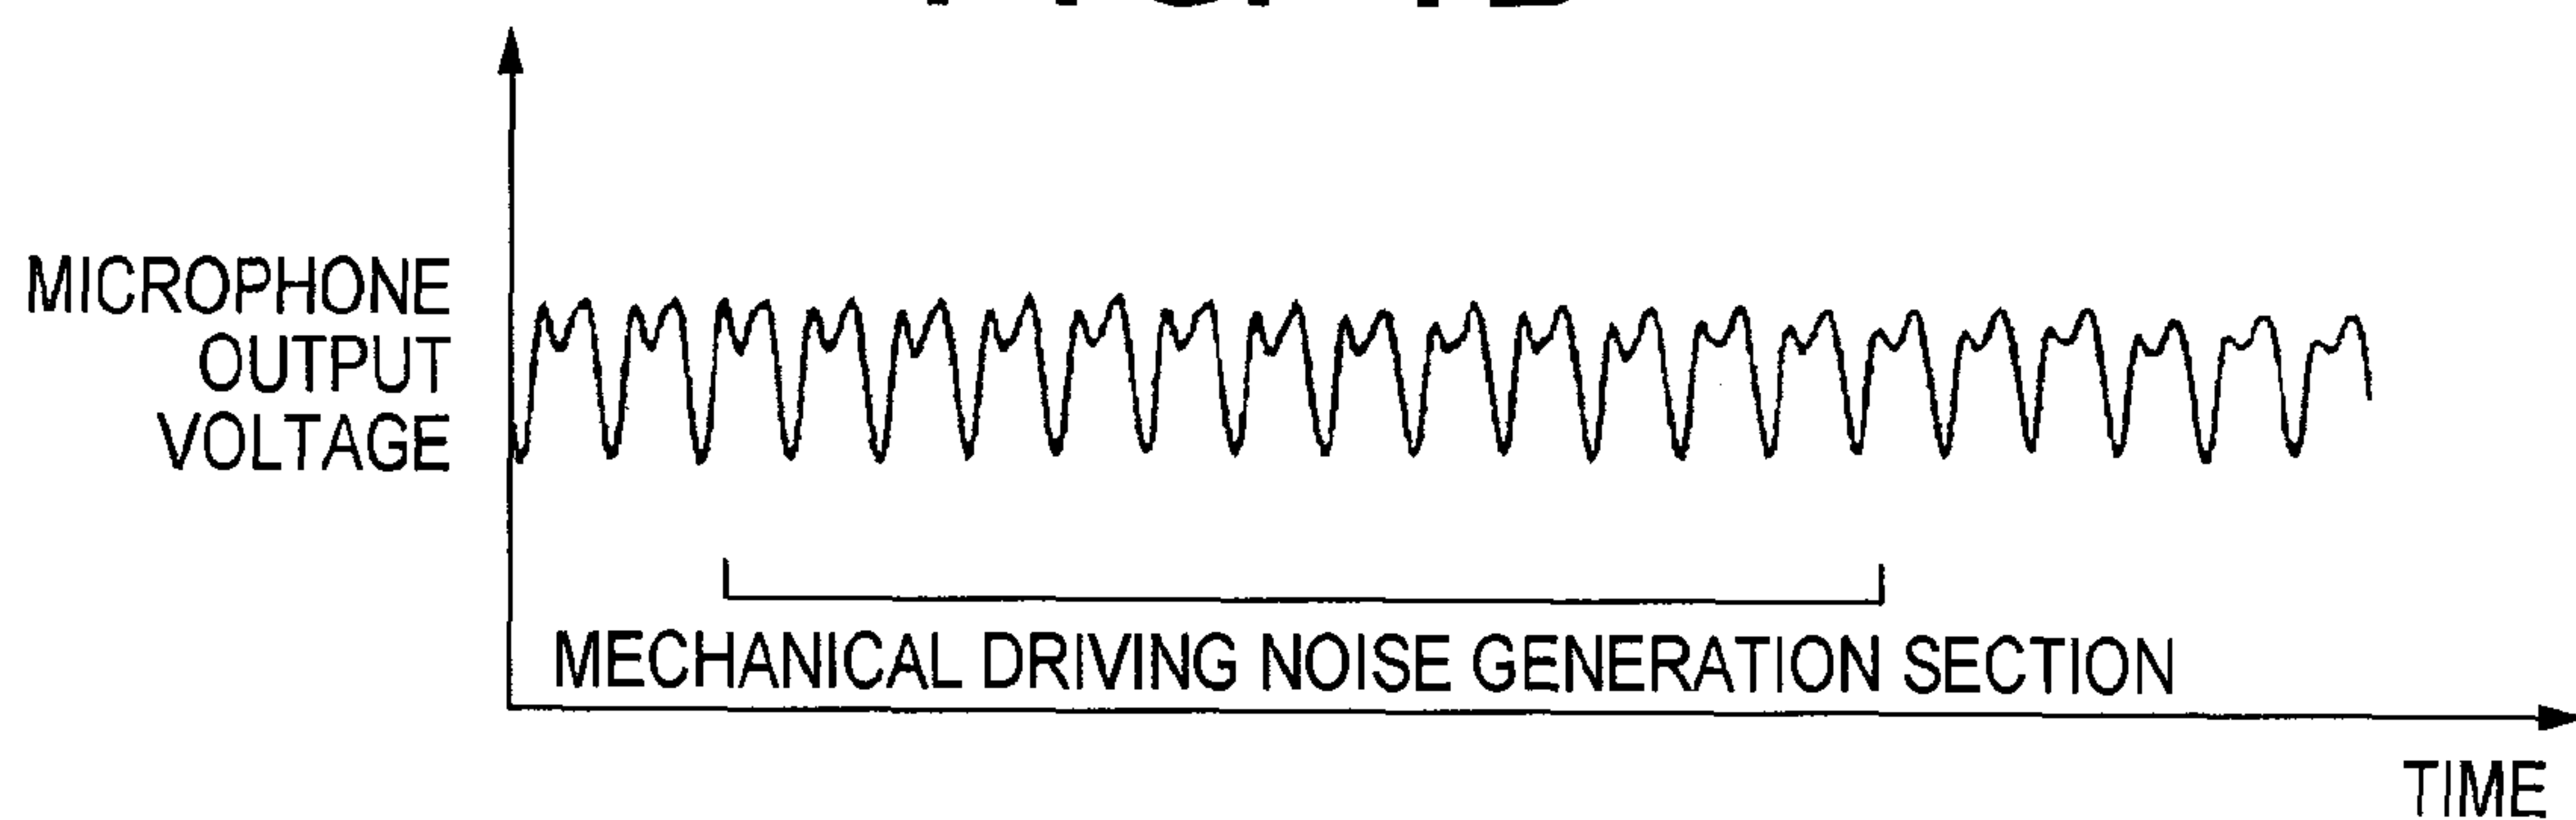 MICROPHONE
OUTPUT
VOLTAGE
MECHANICAL DRIVING NOISE GENERATION SECTION
TIME